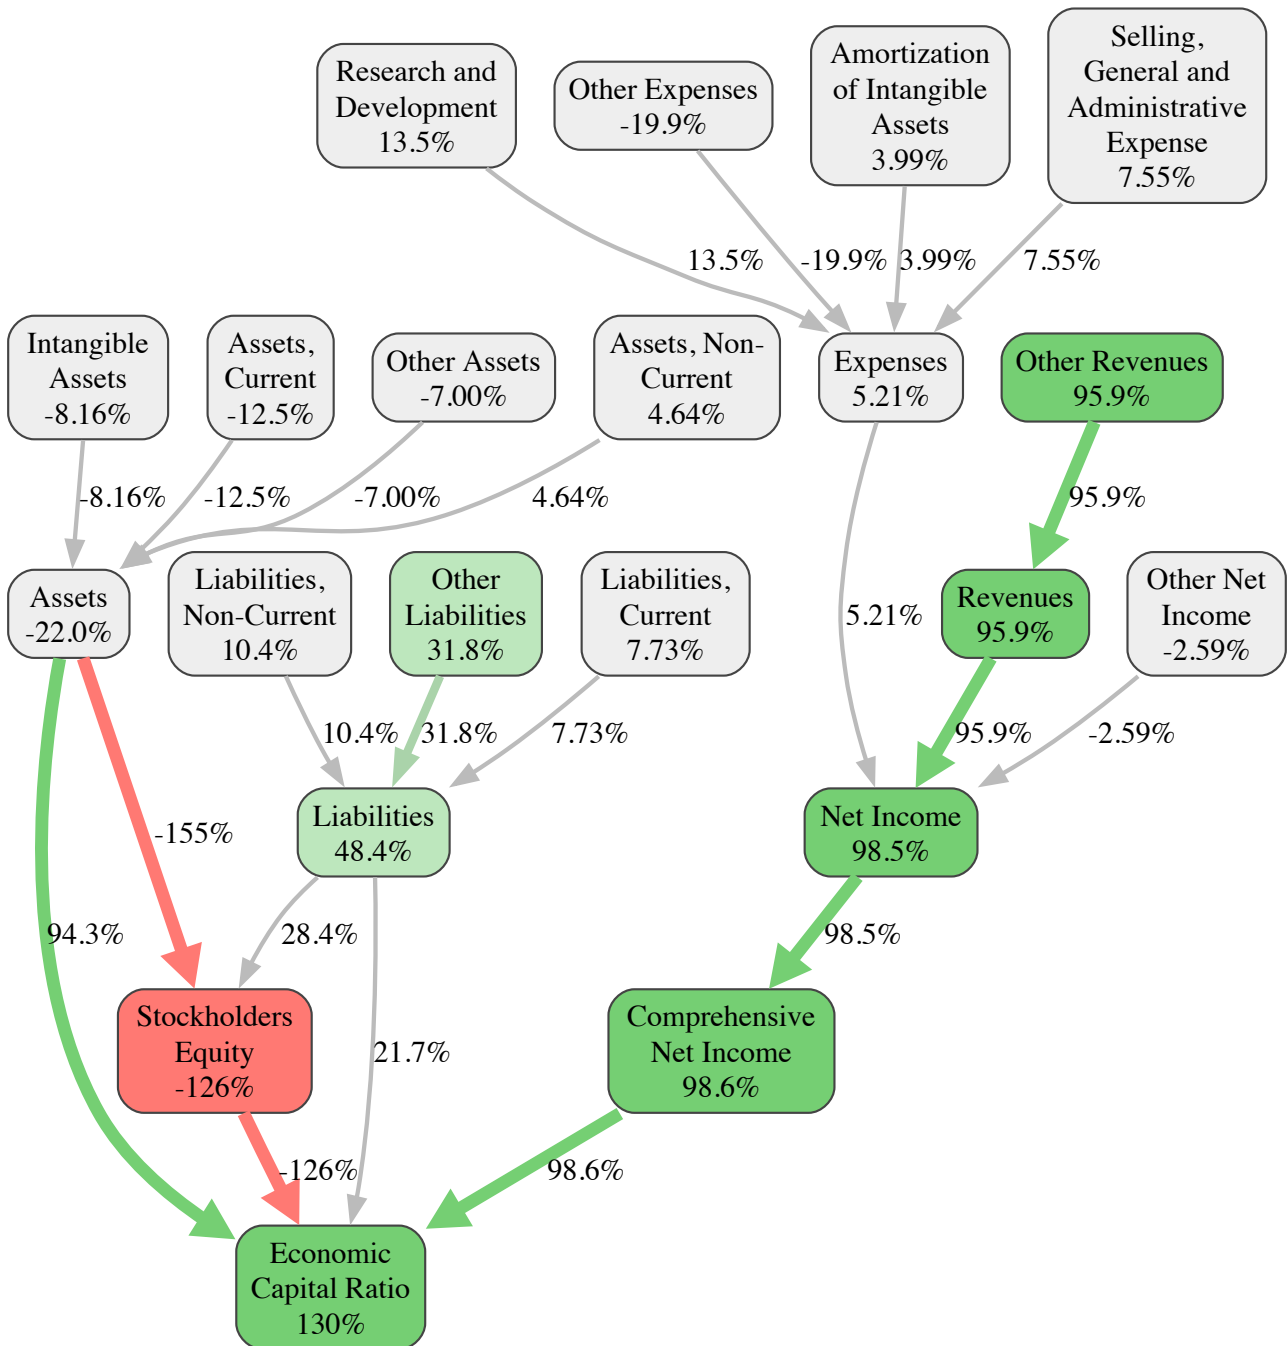 Research and
Development
13.5%
Other Expenses
-19.9%
Amortization
of Intangible
Assets
3.99%
Selling,
General and
Administrative
Expense
7.55%
13.5%
-19.9%
3.99%
7.55%
Intangible
Assets
-8.16%
Assets,
Current
-12.5%
Other Assets
-7.00%
Assets, Non-
Current
4.64%
Expenses
5.21%
Other Revenues
95.9%
-8.16%
-12.5%
-7.00%
4.64%
95.9%
Assets
-22.0%
Liabilities,
Non-Current
10.4%
Other
Liabilities
31.8%
Liabilities,
Current
7.73%
5.21%
Revenues
95.9%
Other Net
Income
-2.59%
10.4%
31.8%
7.73%
95.9%
-2.59%
-155%
Liabilities
48.4%
Net Income
98.5%
94.3%
28.4%
98.5%
Stockholders
Equity
-126%
21.7%
Comprehensive
Net Income
98.6%
-126%
98.6%
Economic
Capital Ratio
130%